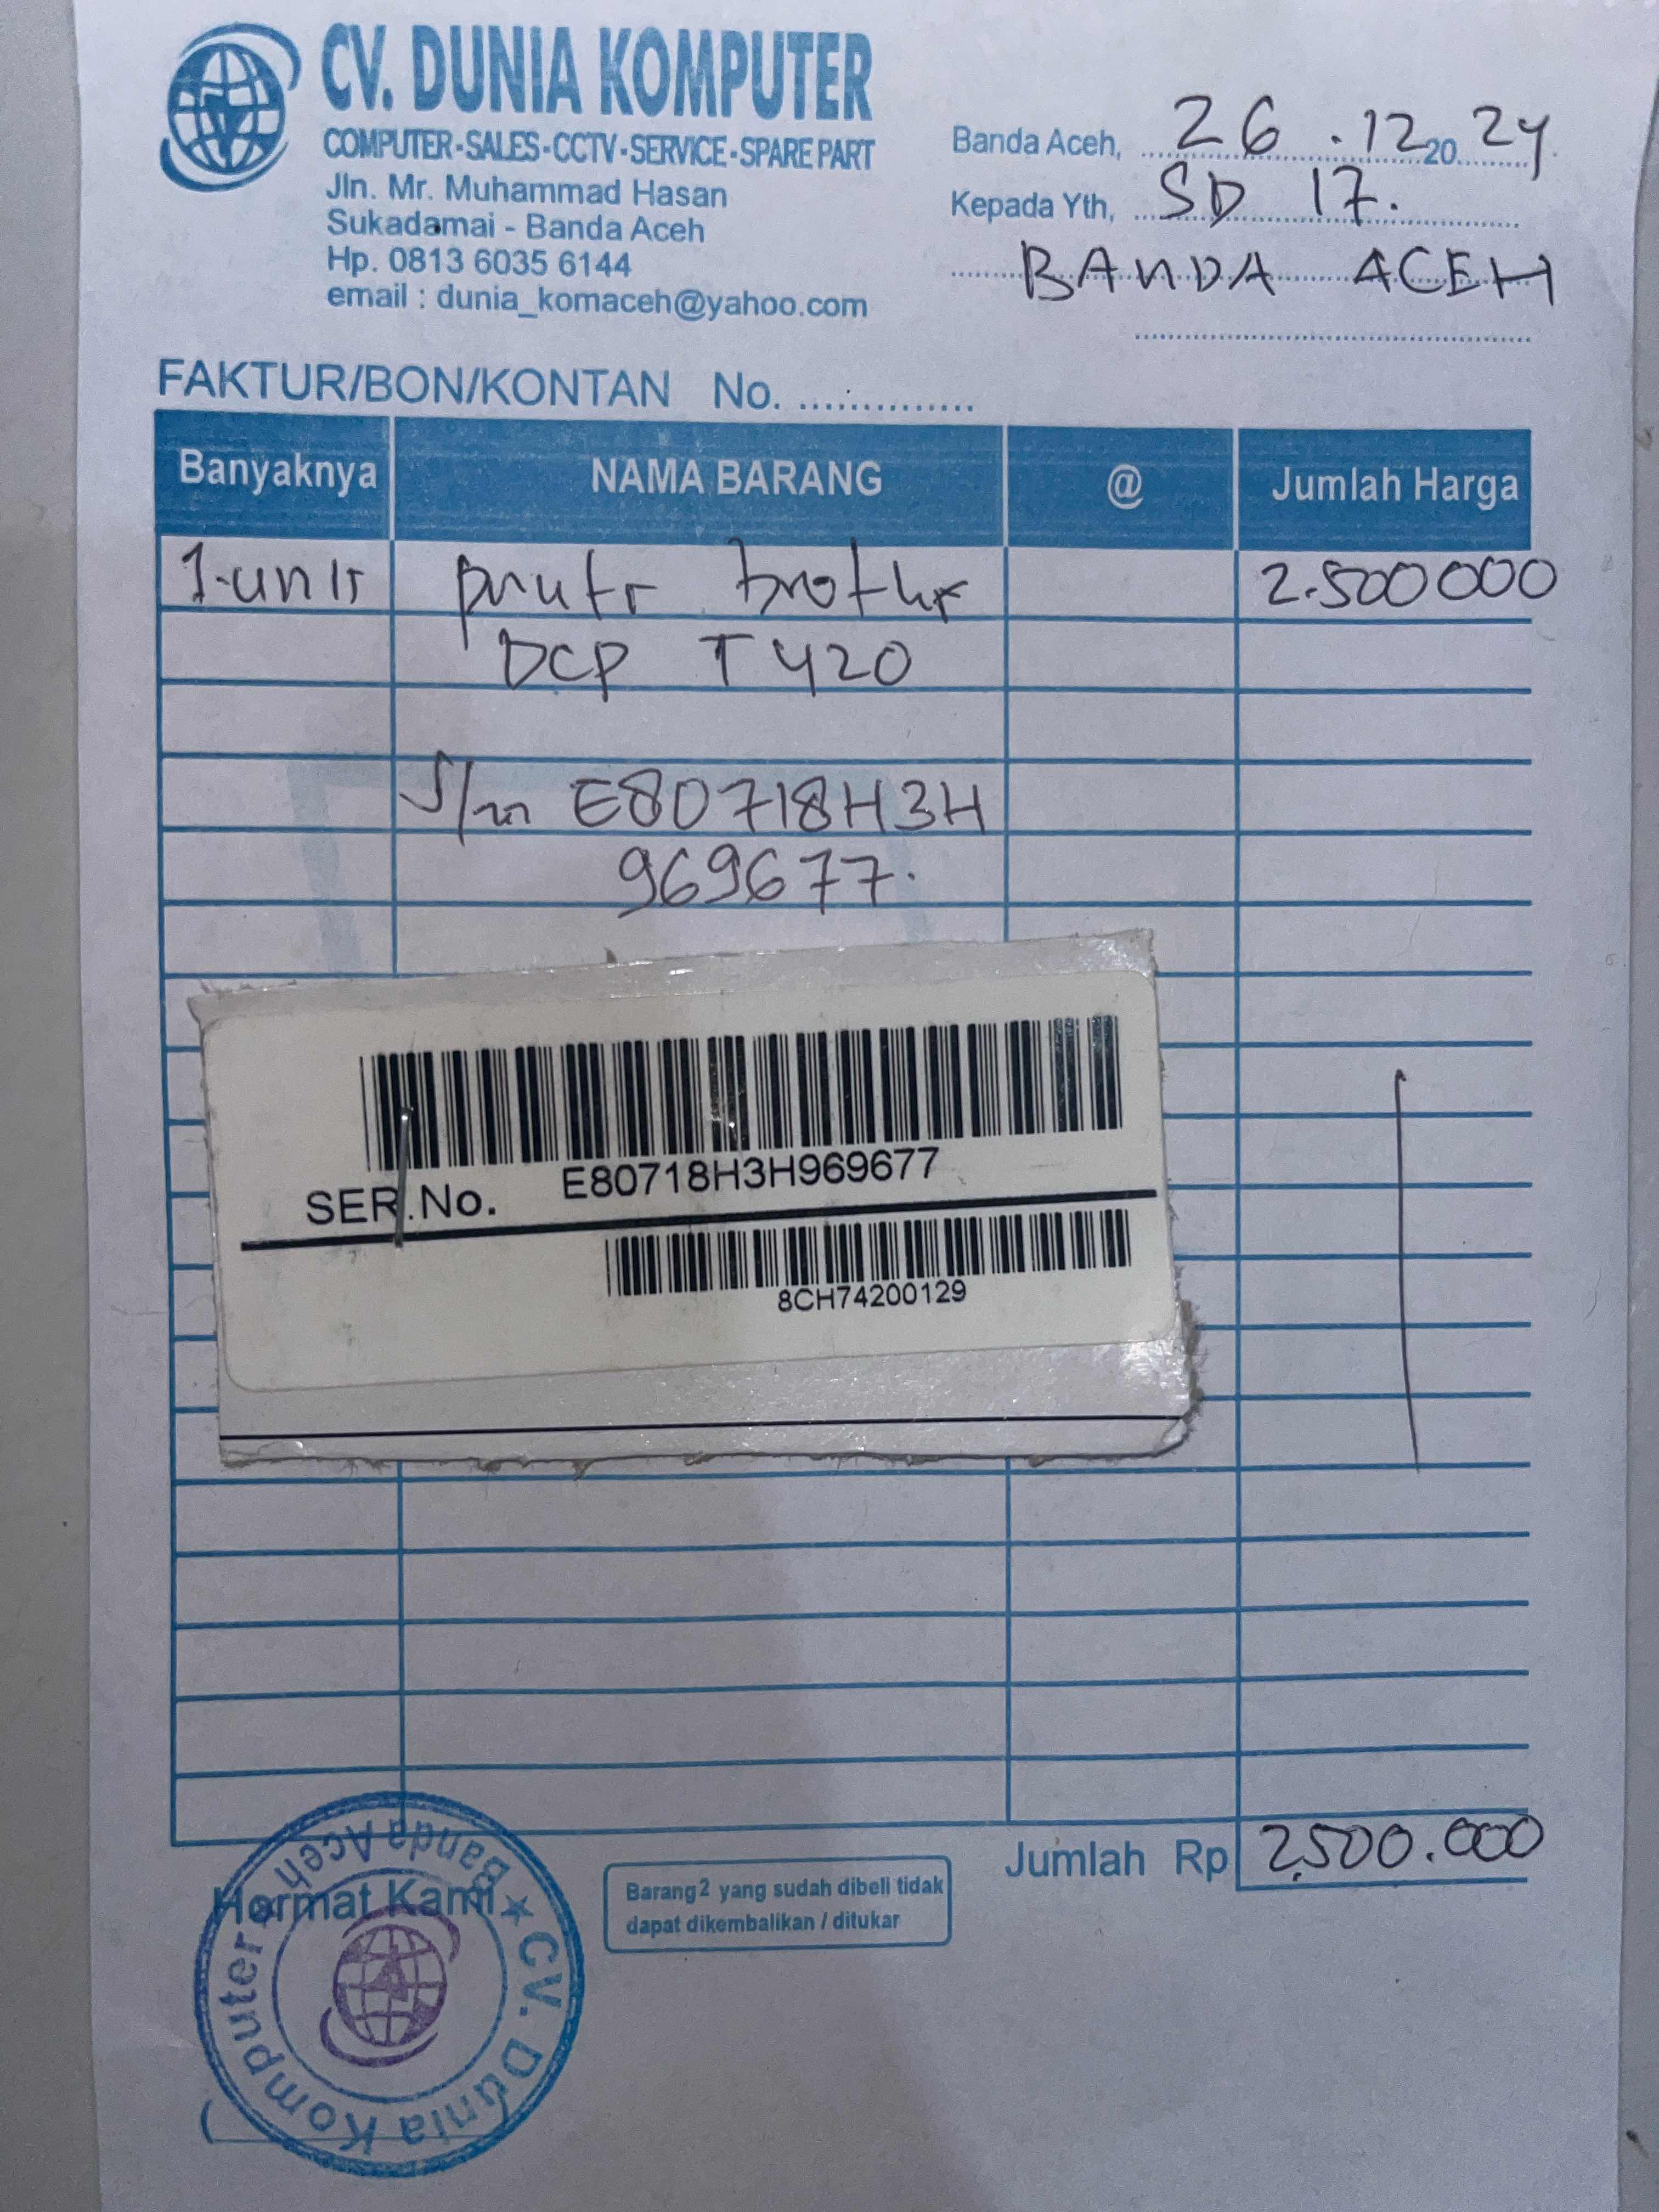 CV. DUNIA KOMPUTER
COMPUTER-SALES-CCTV-SERVICE-SPARE PART
Jln. Mr. Muhammad Hasan
Sukadamai - Banda Aceh
Hp. 0813 6035 6144
email : dunia_komaceh@yahoo.com
Banda Aceh, 26 . 12 20 24
Kepada Yth, SD 17.
BANDA ACEH
FAKTUR/BON/KONTAN No. ...............
Banyaknya NAMA BARANG @ Jumlah Harga
1-unit printr brother 2.500000
DCP T420
S/n E80718H3H
969677.
SER.No. E80718H3H969677
8CH74200129
Jumlah Rp 2.500.000
Hormat Kami
Barang2 yang sudah dibeli tidak
dapat dikembalikan / ditukar
CV. Dunia Komputer
Banda Aceh